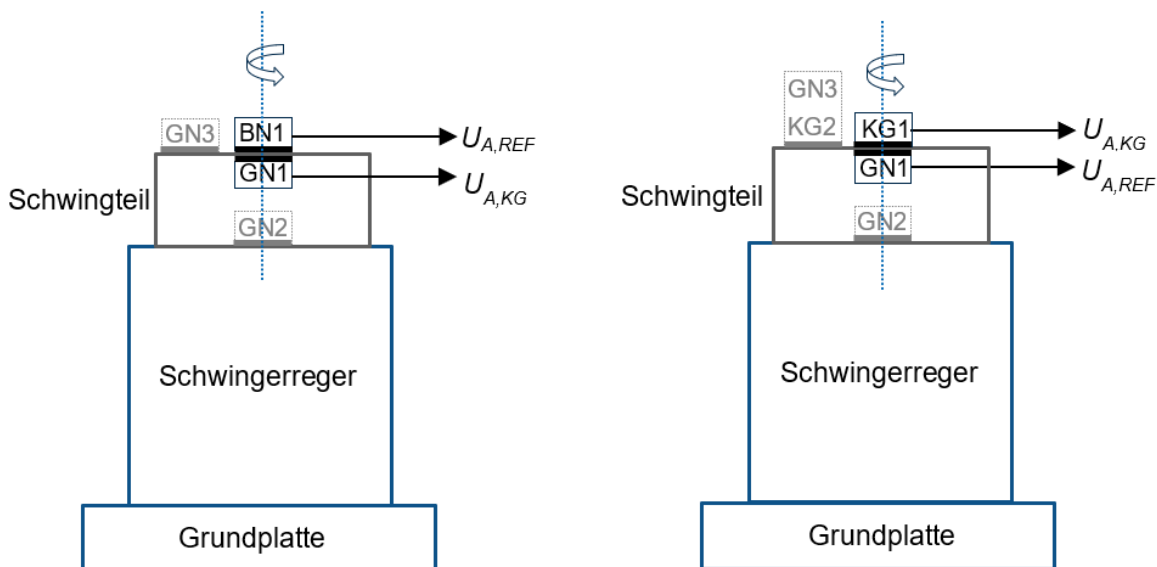 GN3
BN1
U_A,REF
GN1
U_A,KG
Schwingteil
GN2
Schwingerreger
Grundplatte
GN3
KG2
KG1
U_A,KG
GN1
U_A,REF
Schwingteil
GN2
Schwingerreger
Grundplatte